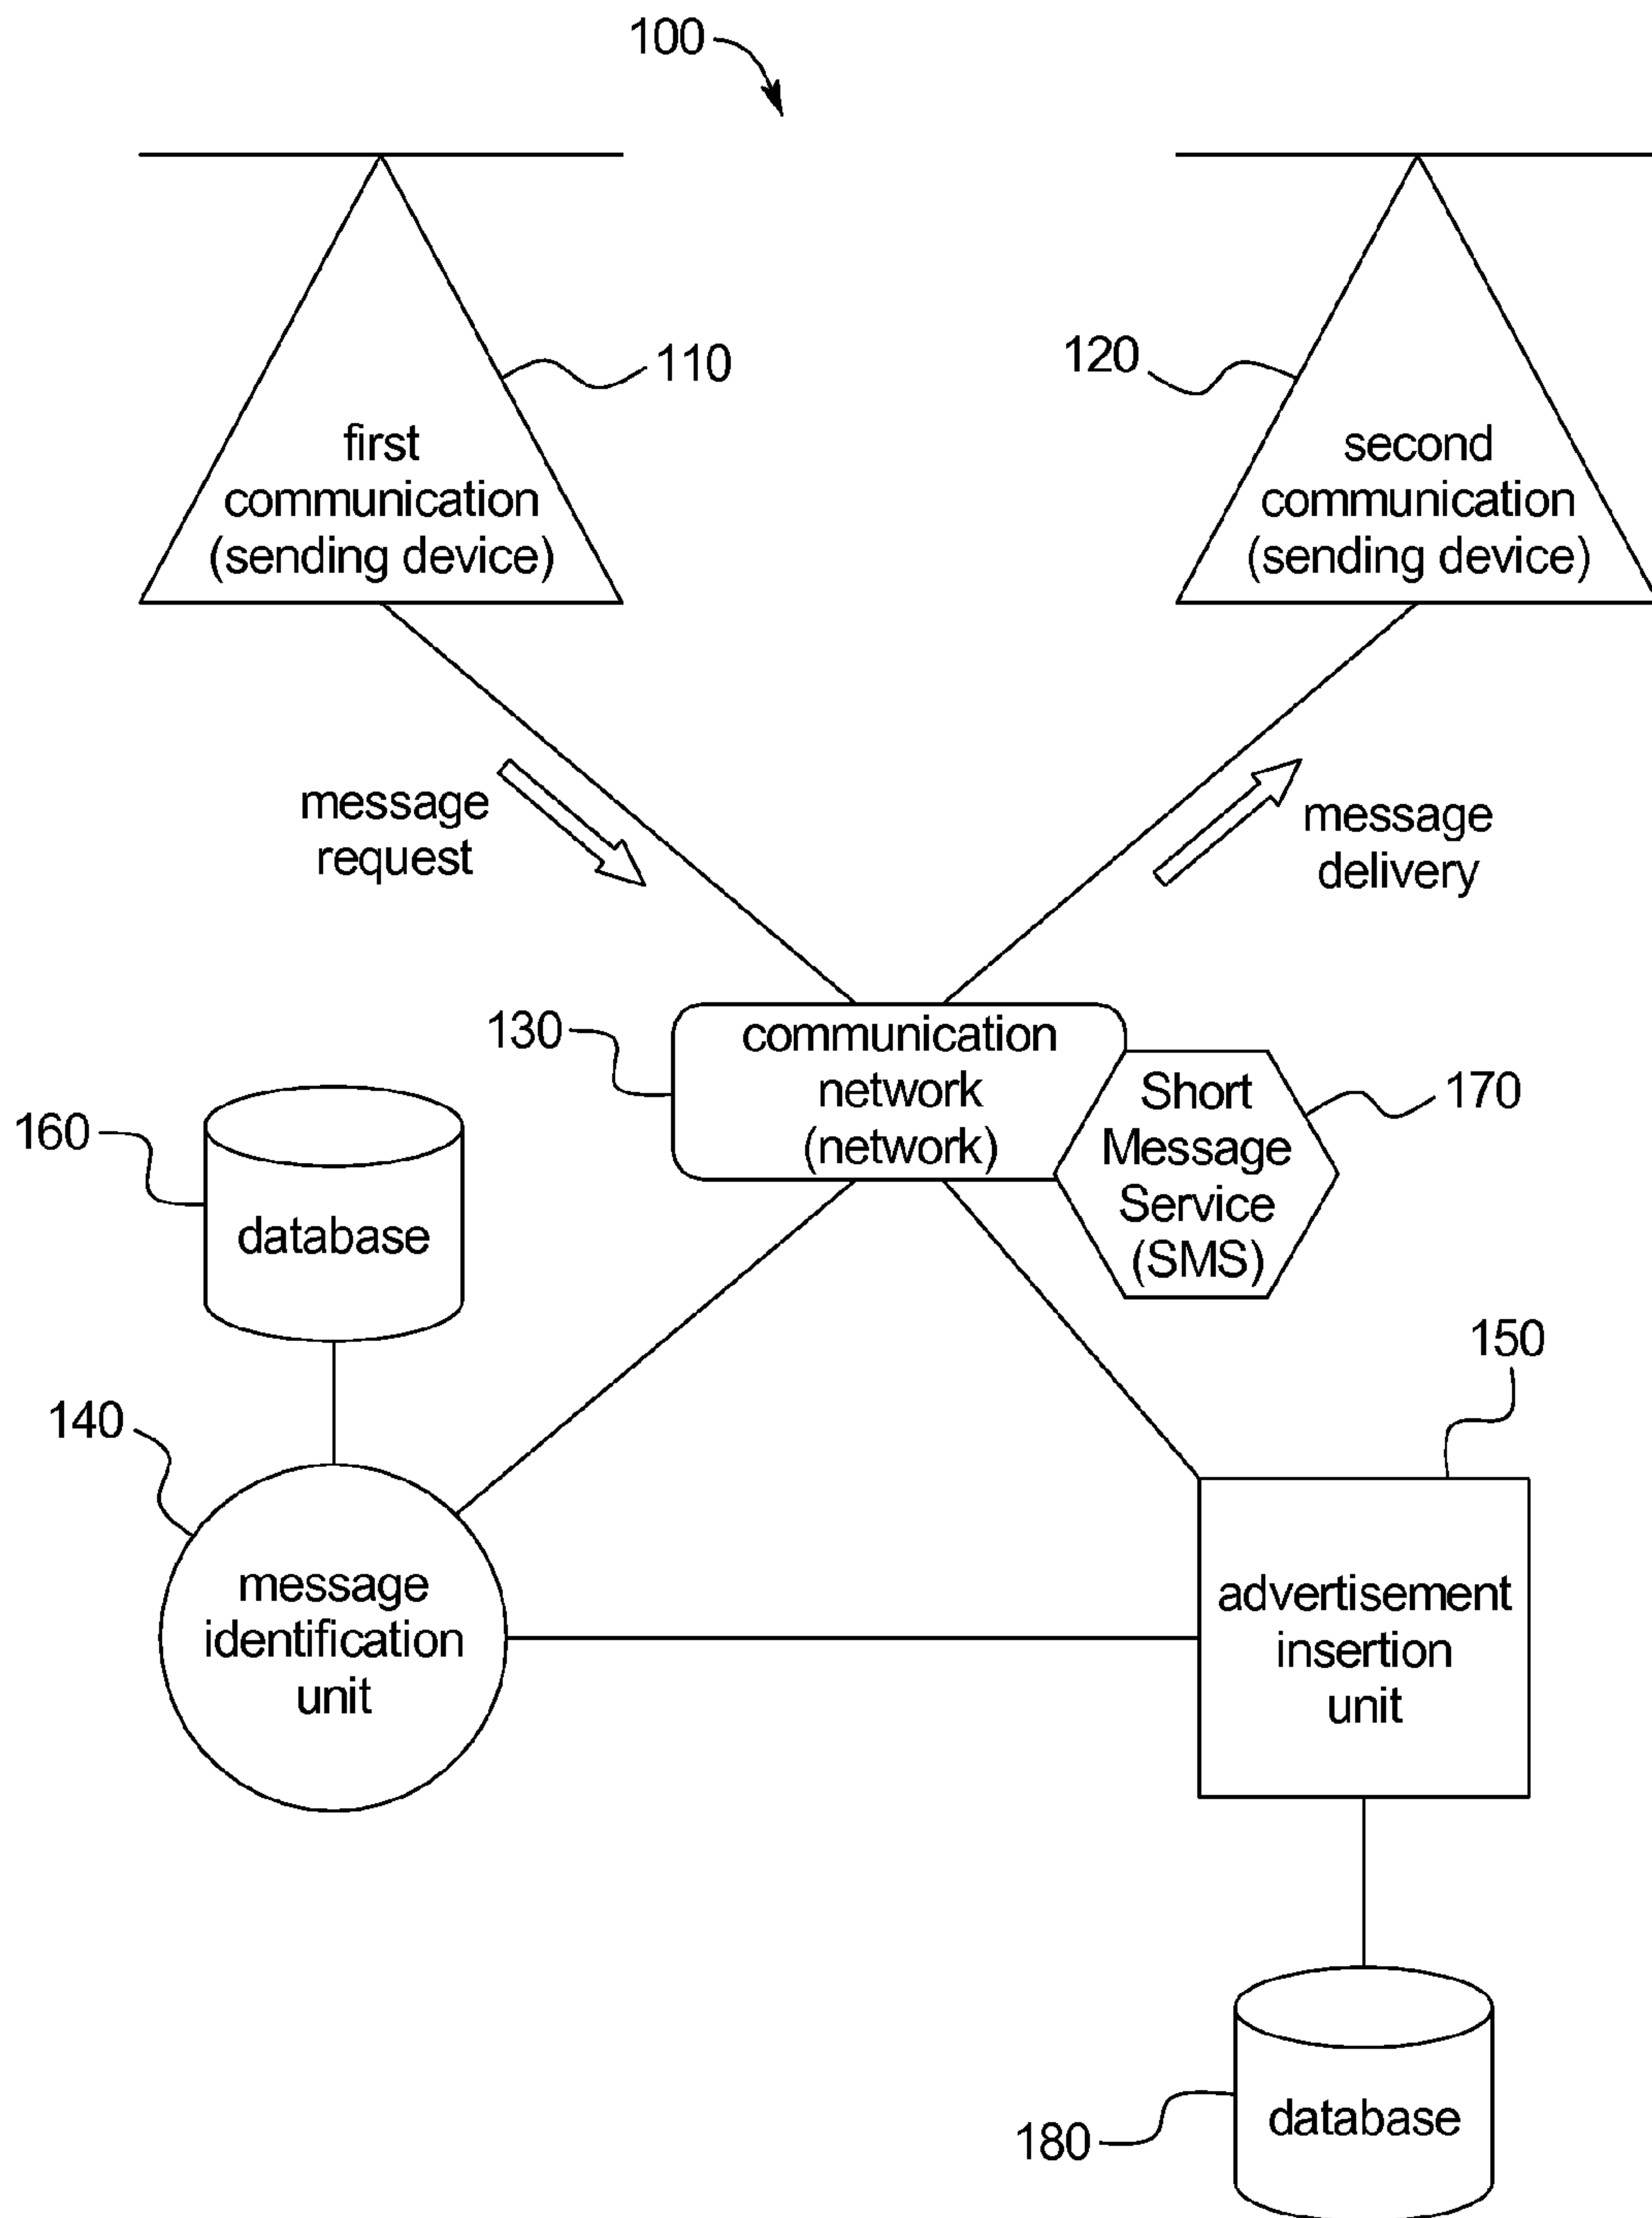 100
110
120
first
communication
(sending device)
second
communication
(sending device)
message
request
message
delivery
130
communication
network
(network)
Short
Message
Service
(SMS)
170
160
database
150
140
message
identification
unit
advertisement
insertion
unit
180
database